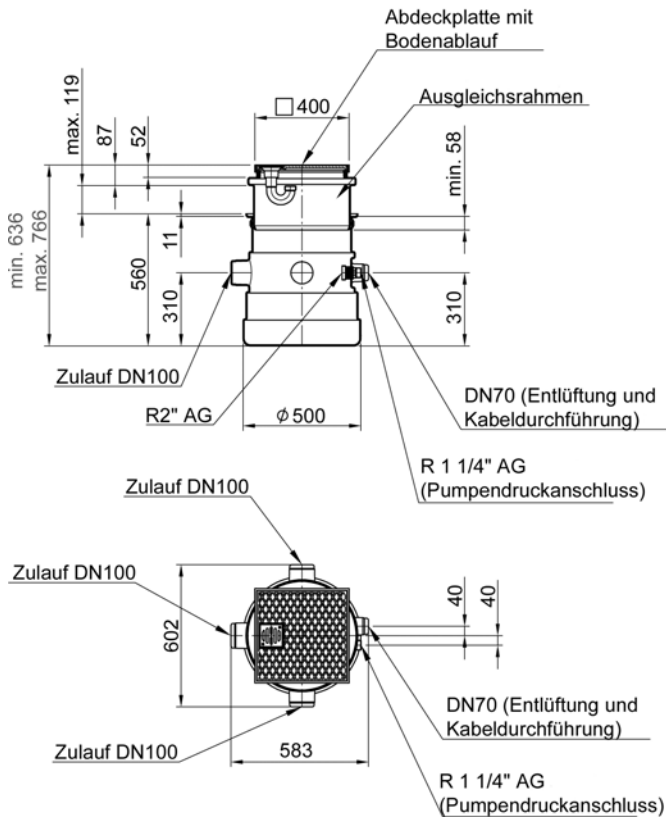 Abdeckplatte mit
Bodenablauf
□ 400
Ausgleichsrahmen
max. 119
87
52
min. 58
min. 636
max. 766
560
11
310
310
Zulauf DN100
R2" AG
ϕ 500
DN70 (Entlüftung und
Kabeldurchführung)
R 1 1/4" AG
(Pumpendruckanschluss)
Zulauf DN100
Zulauf DN100
602
40
40
DN70 (Entlüftung und
Kabeldurchführung)
Zulauf DN100
583
R 1 1/4" AG
(Pumpendruckanschluss)